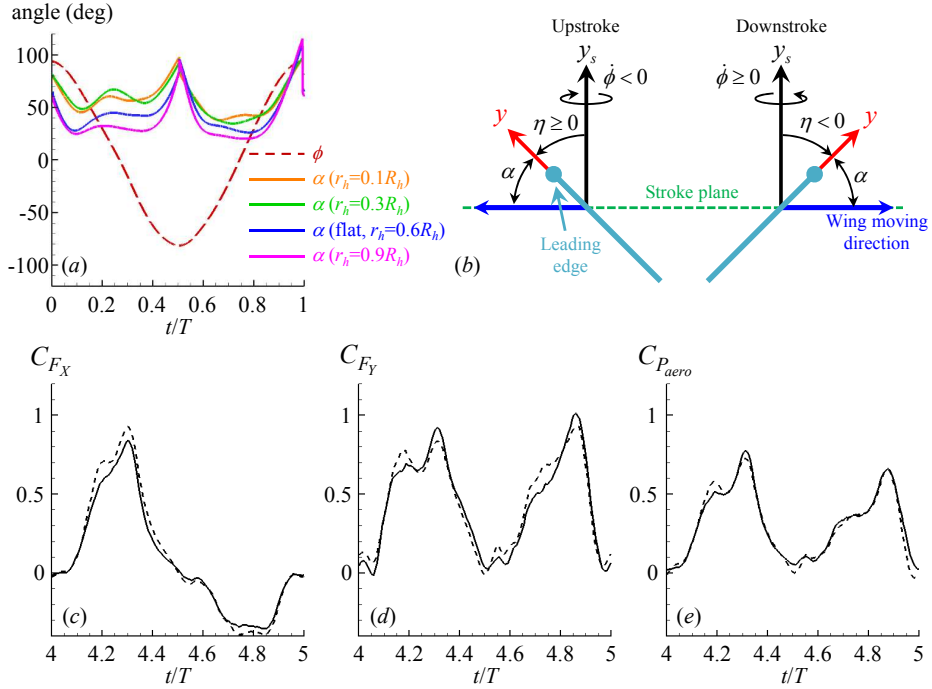 angle (deg)
100
50
0
-50
-100
0 0.2 0.4 0.6 0.8 1
t/T
(a)
ϕ
α (r_h=0.1R_h)
α (r_h=0.3R_h)
α (flat, r_h=0.6R_h)
α (r_h=0.9R_h)
Upstroke
Downstroke
y_s
y_s
ϕ̇<0
ϕ̇≥0
y
η≥0
η<0
y
α
α
Stroke plane
Leading
edge
Wing moving
direction
(b)
C_{F_X}
1
0.5
0
4 4.2 4.4 4.6 4.8 5
t/T
(c)
C_{F_Y}
1
0.5
0
4 4.2 4.4 4.6 4.8 5
t/T
(d)
C_{P_{aero}}
1
0.5
0
4 4.2 4.4 4.6 4.8 5
t/T
(e)